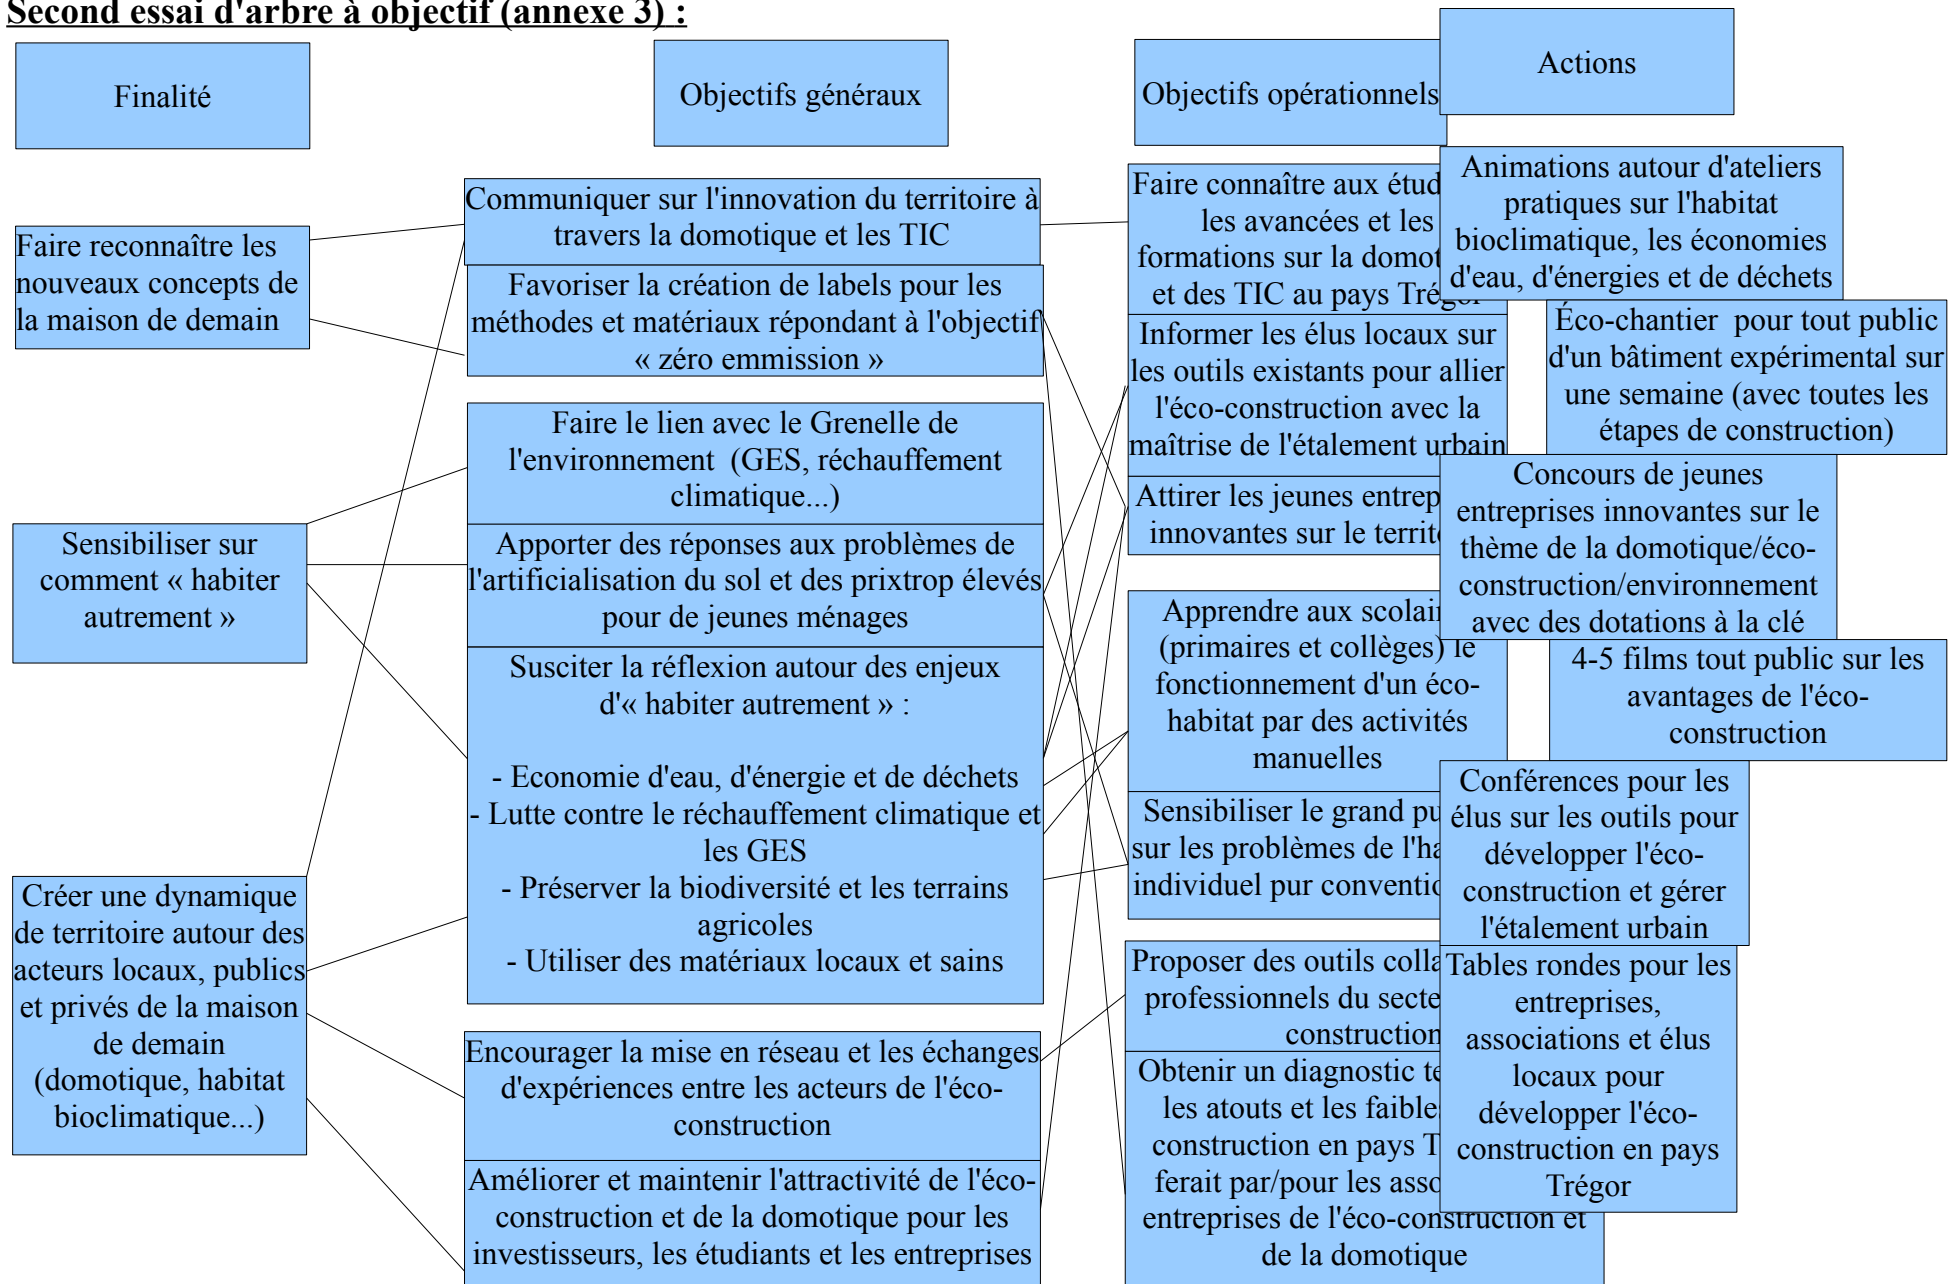 Second essai d'arbre à objectif (annexe 3) :
Finalité
Objectifs généraux
Objectifs opérationnels
Actions
Faire reconnaître les
nouveaux concepts de
la maison de demain
Sensibiliser sur
comment « habiter
autrement »
Créer une dynamique
de territoire autour des
acteurs locaux, publics
et privés de la maison
de demain
(domotique, habitat
bioclimatique...)
Communiquer sur l'innovation du territoire à
travers la domotique et les TIC
Favoriser la création de labels pour les
méthodes et matériaux répondant à l'objectif
« zéro emmission »
Faire le lien avec le Grenelle de
l'environnement (GES, réchauffement
climatique...)
Apporter des réponses aux problèmes de
l'artificialisation du sol et des prixtrop élevés
pour de jeunes ménages
Susciter la réflexion autour des enjeux
d'« habiter autrement » :
- Economie d'eau, d'énergie et de déchets
- Lutte contre le réchauffement climatique et
les GES
- Préserver la biodiversité et les terrains
agricoles
- Utiliser des matériaux locaux et sains
Encourager la mise en réseau et les échanges
d'expériences entre les acteurs de l'éco-
construction
Améliorer et maintenir l'attractivité de l'éco-
construction et de la domotique pour les
investisseurs, les étudiants et les entreprises
Faire connaître aux
les avancées et les
formations sur la
et des TIC au pays Trégor
Informer les élus locaux sur
les outils existants pour allier
l'éco-construction avec la
maîtrise de l'étalement urbain
Attirer les jeunes
innovantes sur le
Apprendre aux
(primaires et collèges) le
fonctionnement d'un éco-
habitat par des activités
manuelles
Sensibiliser le grand
sur les problèmes de
individuel pur
Proposer des outils
professionnels du
construction
Obtenir un diagnostic
les atouts et les
construction en pays
ferait par/pour les
entreprises de l'éco-construction et
de la domotique
Animations autour d'ateliers
pratiques sur l'habitat
bioclimatique, les économies
d'eau, d'énergies et de déchets
Éco-chantier pour tout public
d'un bâtiment expérimental sur
une semaine (avec toutes les
étapes de construction)
Concours de jeunes
entreprises innovantes sur le
thème de la domotique/éco-
construction/environnement
avec des dotations à la clé
4-5 films tout public sur les
avantages de l'éco-
construction
Conférences pour les
élus sur les outils pour
développer l'éco-
construction et gérer
l'étalement urbain
Tables rondes pour les
entreprises,
associations et élus
locaux pour
développer l'éco-
construction en pays
Trégor